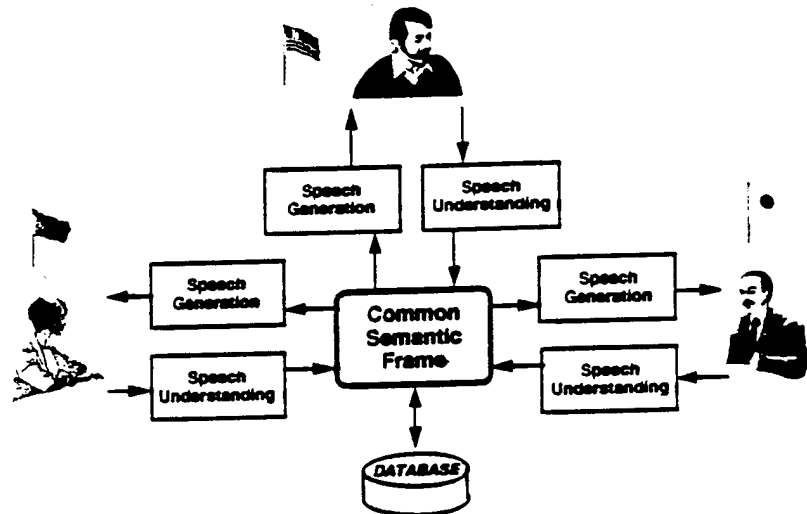 Speech
Generation
Speech
Understanding
Speech
Generation
Speech
Generation
Common
Semantic
Frame
Speech
Understanding
Speech
Understanding
DATABASE